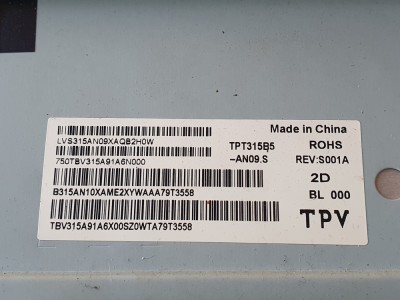 Made in China
LVS315AN09XAQB2H0W
TPT315B5
ROHS
750TBV315A91A6N000
-AN09.S
REV:S001A
2D
B315AN10XAME2XYWAAA79T3558
BL 000
TBV315A91A6X00SZ0WTA79T3558
TPV